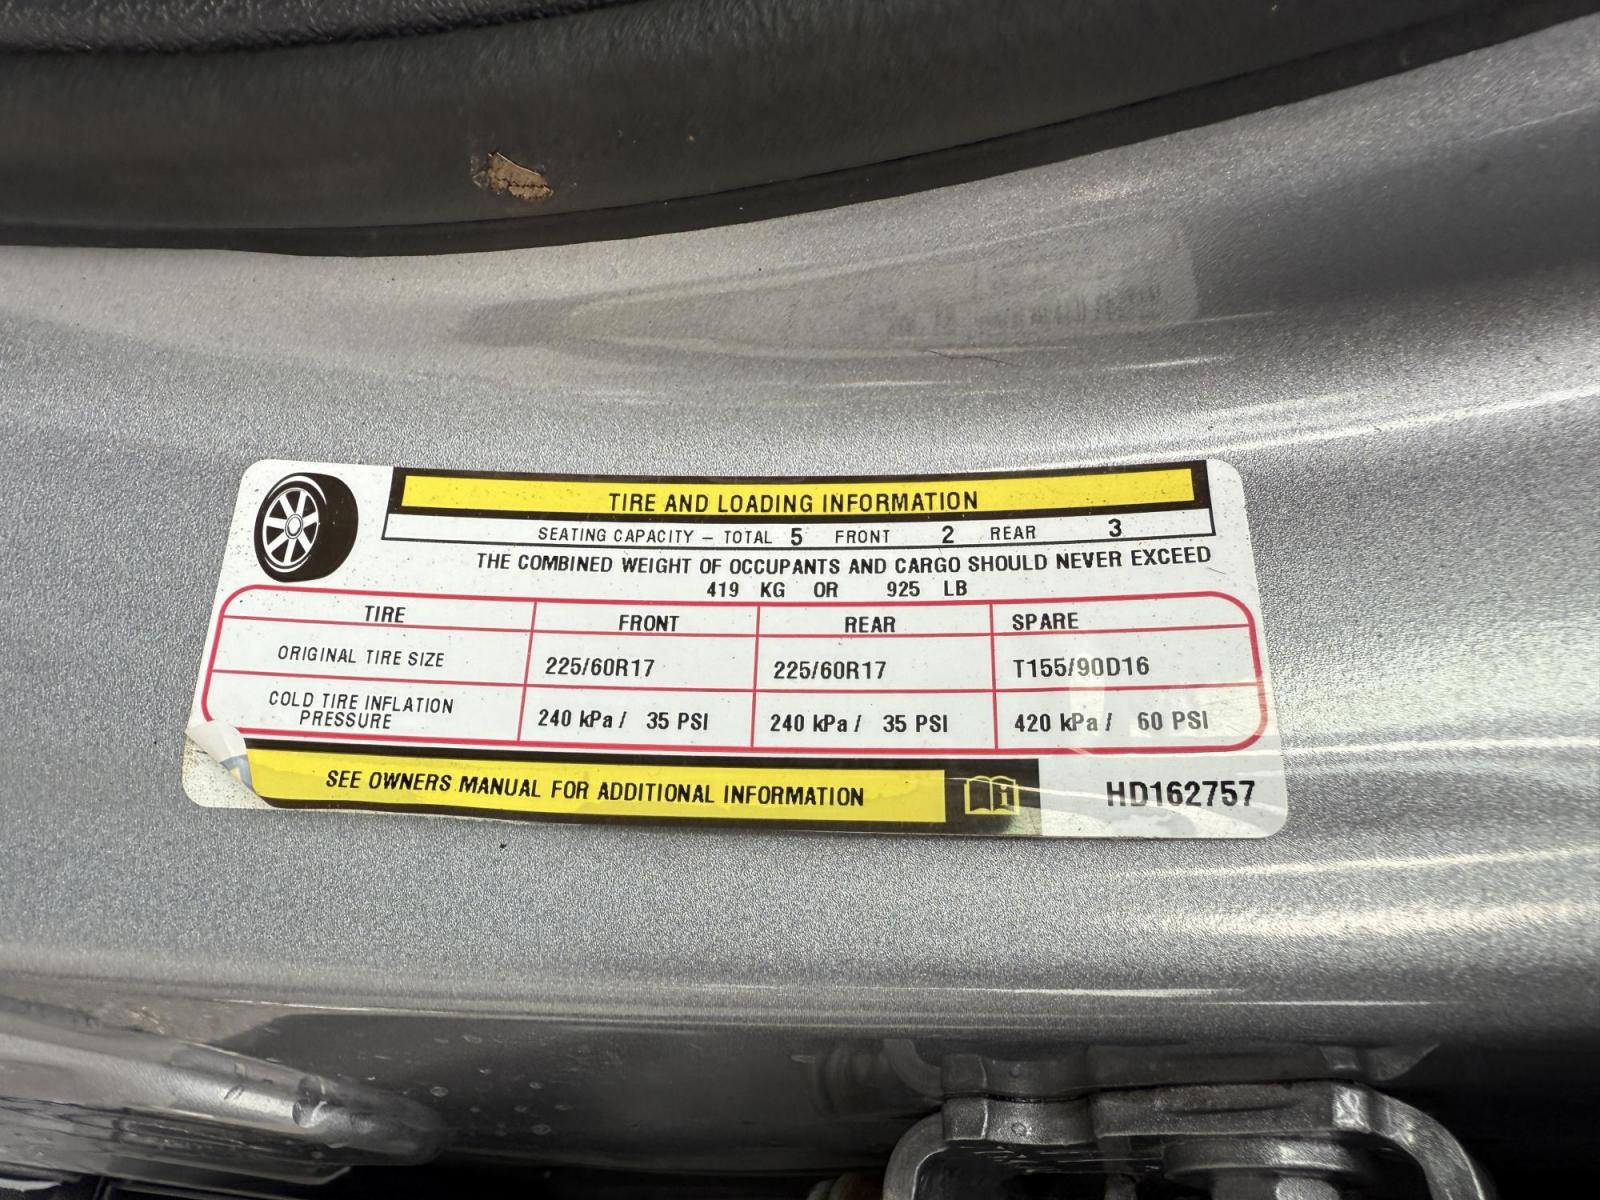 TIRE AND LOADING INFORMATION
SEATING CAPACITY – TOTAL 5 FRONT 2 REAR 3
THE COMBINED WEIGHT OF OCCUPANTS AND CARGO SHOULD NEVER EXCEED
419 KG OR 925 LB
TIRE FRONT REAR SPARE
ORIGINAL TIRE SIZE 225/60R17 225/60R17 T155/90D16
COLD TIRE INFLATION
PRESSURE 240 kPa / 35 PSI 240 kPa / 35 PSI 420 kPa / 60 PSI
SEE OWNERS MANUAL FOR ADDITIONAL INFORMATION
HD162757